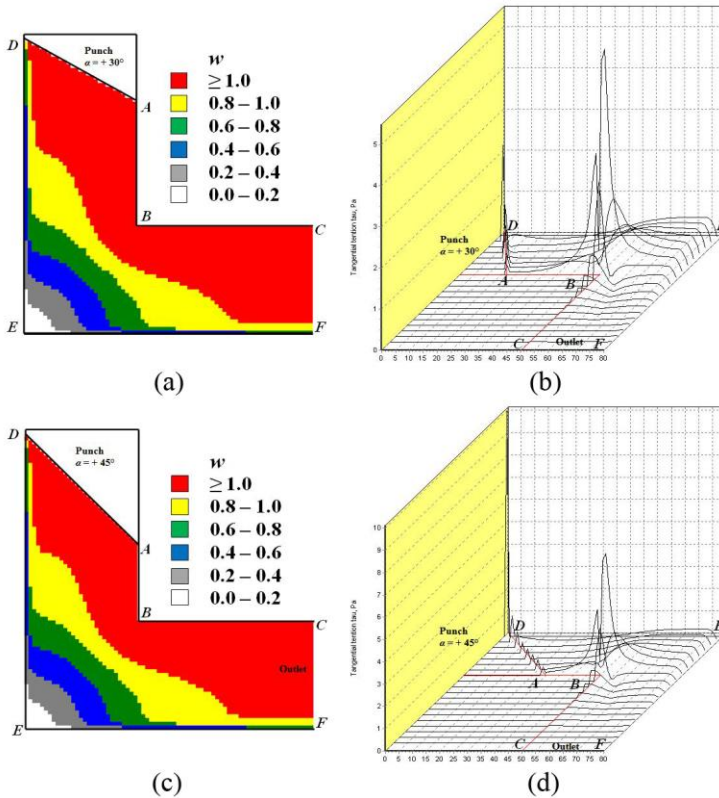 D
Punch
α = + 30°
A
B
C
E
F
w
≥ 1.0
0.8 – 1.0
0.6 – 0.8
0.4 – 0.6
0.2 – 0.4
0.0 – 0.2
(a)
Tangential tention tau, Pa
5
4
3
2
1
0
Punch
α = + 30°
D
A
B
C
Outlet
F
0 5 10 15 20 25 30 35 40 45 50 55 60 65 70 75 80
(b)
D
Punch
α = + 45°
A
B
C
Outlet
E
F
w
≥ 1.0
0.8 – 1.0
0.6 – 0.8
0.4 – 0.6
0.2 – 0.4
0.0 – 0.2
(c)
Tangential tention tau, Pa
10
9
8
7
6
5
4
3
2
1
0
Punch
α = + 45°
D
A
B
C
Outlet
F
0 5 10 15 20 25 30 35 40 45 50 55 60 65 70 75 80
(d)